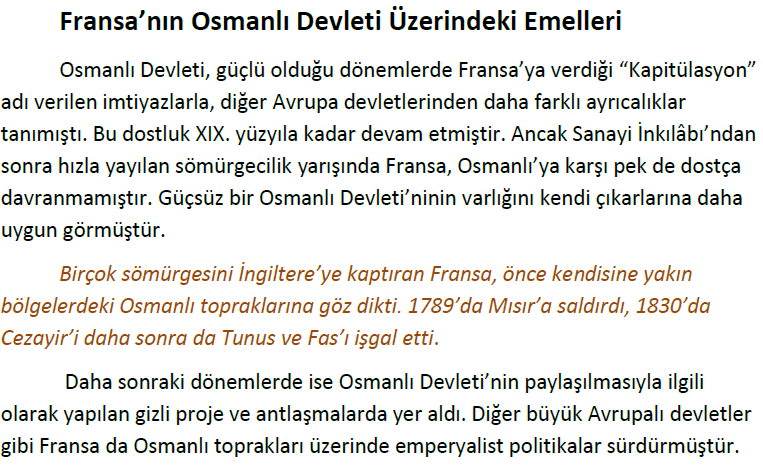 Fransa’nın Osmanlı Devleti Üzerindeki Emelleri
Osmanlı Devleti, güçlü olduğu dönemlerde Fransa’ya verdiği “Kapitülasyon”
adı verilen imtiyazlarla, diğer Avrupa devletlerinden daha farklı ayrıcalıklar
tanımıştı. Bu dostluk XIX. yüzyıla kadar devam etmiştir. Ancak Sanayi İnkılâbı’ndan
sonra hızla yayılan sömürgecilik yarışında Fransa, Osmanlı’ya karşı pek de dostça
davranmamıştır. Güçsüz bir Osmanlı Devleti’ninin varlığını kendi çıkarlarına daha
uygun görmüştür.
Birçok sömürgesini İngiltere’ye kaptıran Fransa, önce kendisine yakın
bölgelerdeki Osmanlı topraklarına göz dikti. 1789’da Mısır’a saldırdı, 1830’da
Cezayir’i daha sonra da Tunus ve Fas’ı işgal etti.
Daha sonraki dönemlerde ise Osmanlı Devleti’nin paylaşılmasıyla ilgili
olarak yapılan gizli proje ve antlaşmalarda yer aldı. Diğer büyük Avrupalı devletler
gibi Fransa da Osmanlı toprakları üzerinde emperyalist politikalar sürdürmüştür.